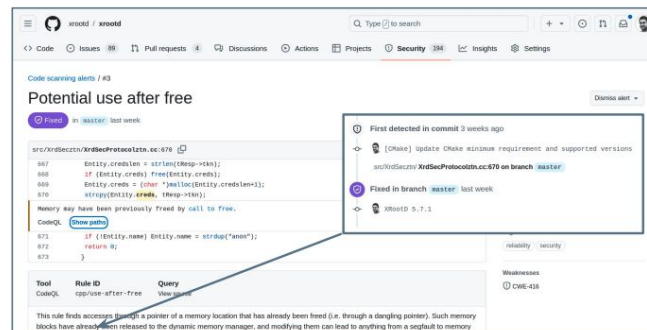 xrootd / xrootd
Type / to search
Code
Issues 89
Pull requests 4
Discussions
Actions
Projects
Security 194
Insights
Settings
Code scanning alerts / #3
Potential use after free
Dismiss alert
Fixed in master last week
src/XrdSecztn/XrdSecProtocolztn.cc:670
667 Entity.credslen = strlen(tResp->tkn);
668 if (Entity.creds) free(Entity.creds);
669 Entity.creds = (char *)malloc(Entity.credslen+1);
670 strcpy(Entity.creds, tResp->tkn);
Memory may have been previously freed by call to free.
CodeQL Show paths
671 if (!Entity.name) Entity.name = strdup("anon");
672 return 0;
673 }
First detected in commit 3 weeks ago
[CMake] Update CMake minimum requirement and supported versions
src/XrdSecztn/XrdSecProtocolztn.cc:670 on branch master
Fixed in branch master last week
XRootD 5.7.1
reliability
security
Weaknesses
CWE-416
Tool Rule ID Query
CodeQL cpp/use-after-free View source
This rule finds accesses through a pointer of a memory location that has already been freed (i.e. through a dangling pointer). Such memory
blocks have already been released to the dynamic memory manager, and modifying them can lead to anything from a segfault to memory